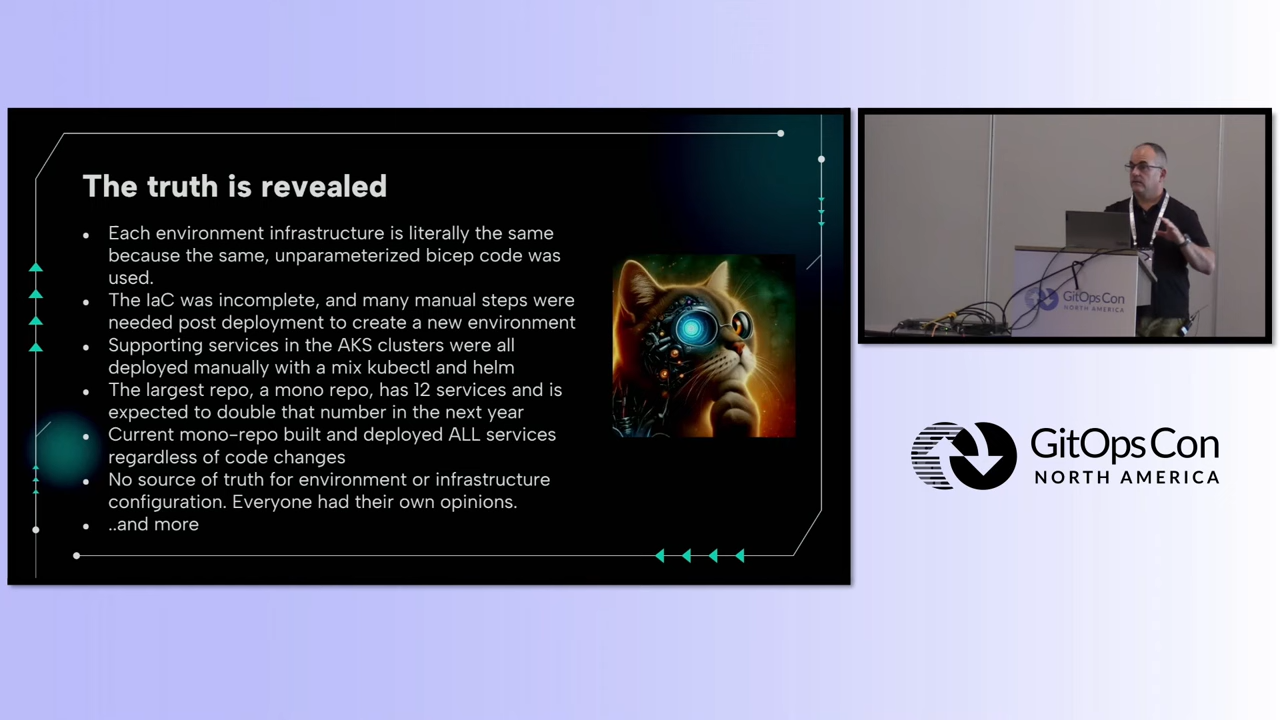 The truth is revealed
• Each environment infrastructure is literally the same
because the same, unparameterized bicep code was
used.
• The IaC was incomplete, and many manual steps were
needed post deployment to create a new environment
• Supporting services in the AKS clusters were all
deployed manually with a mix kubectl and helm
• The largest repo, a mono repo, has 12 services and is
expected to double that number in the next year
• Current mono-repo built and deployed ALL services
regardless of code changes
• No source of truth for environment or infrastructure
configuration. Everyone had their own opinions.
• ..and more
GitOpsCon
NORTH AMERICA
GitOpsCon
NORTH AMERICA